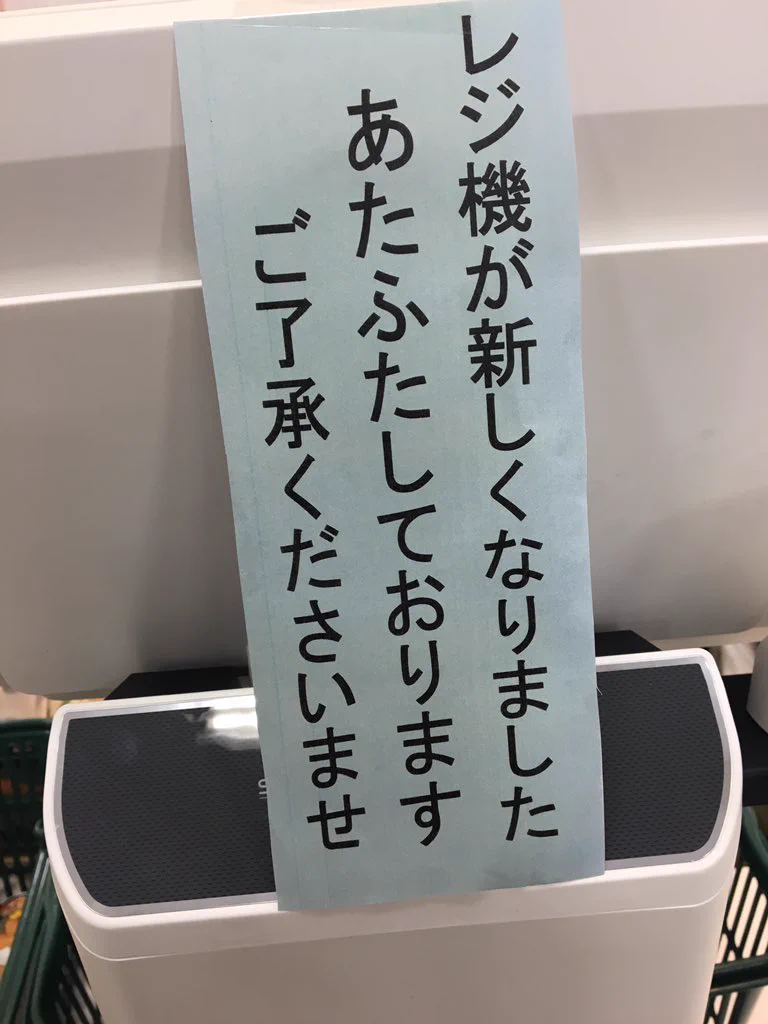 レジ機が新しくなりました
あたふたしております
ご了承くださいませ